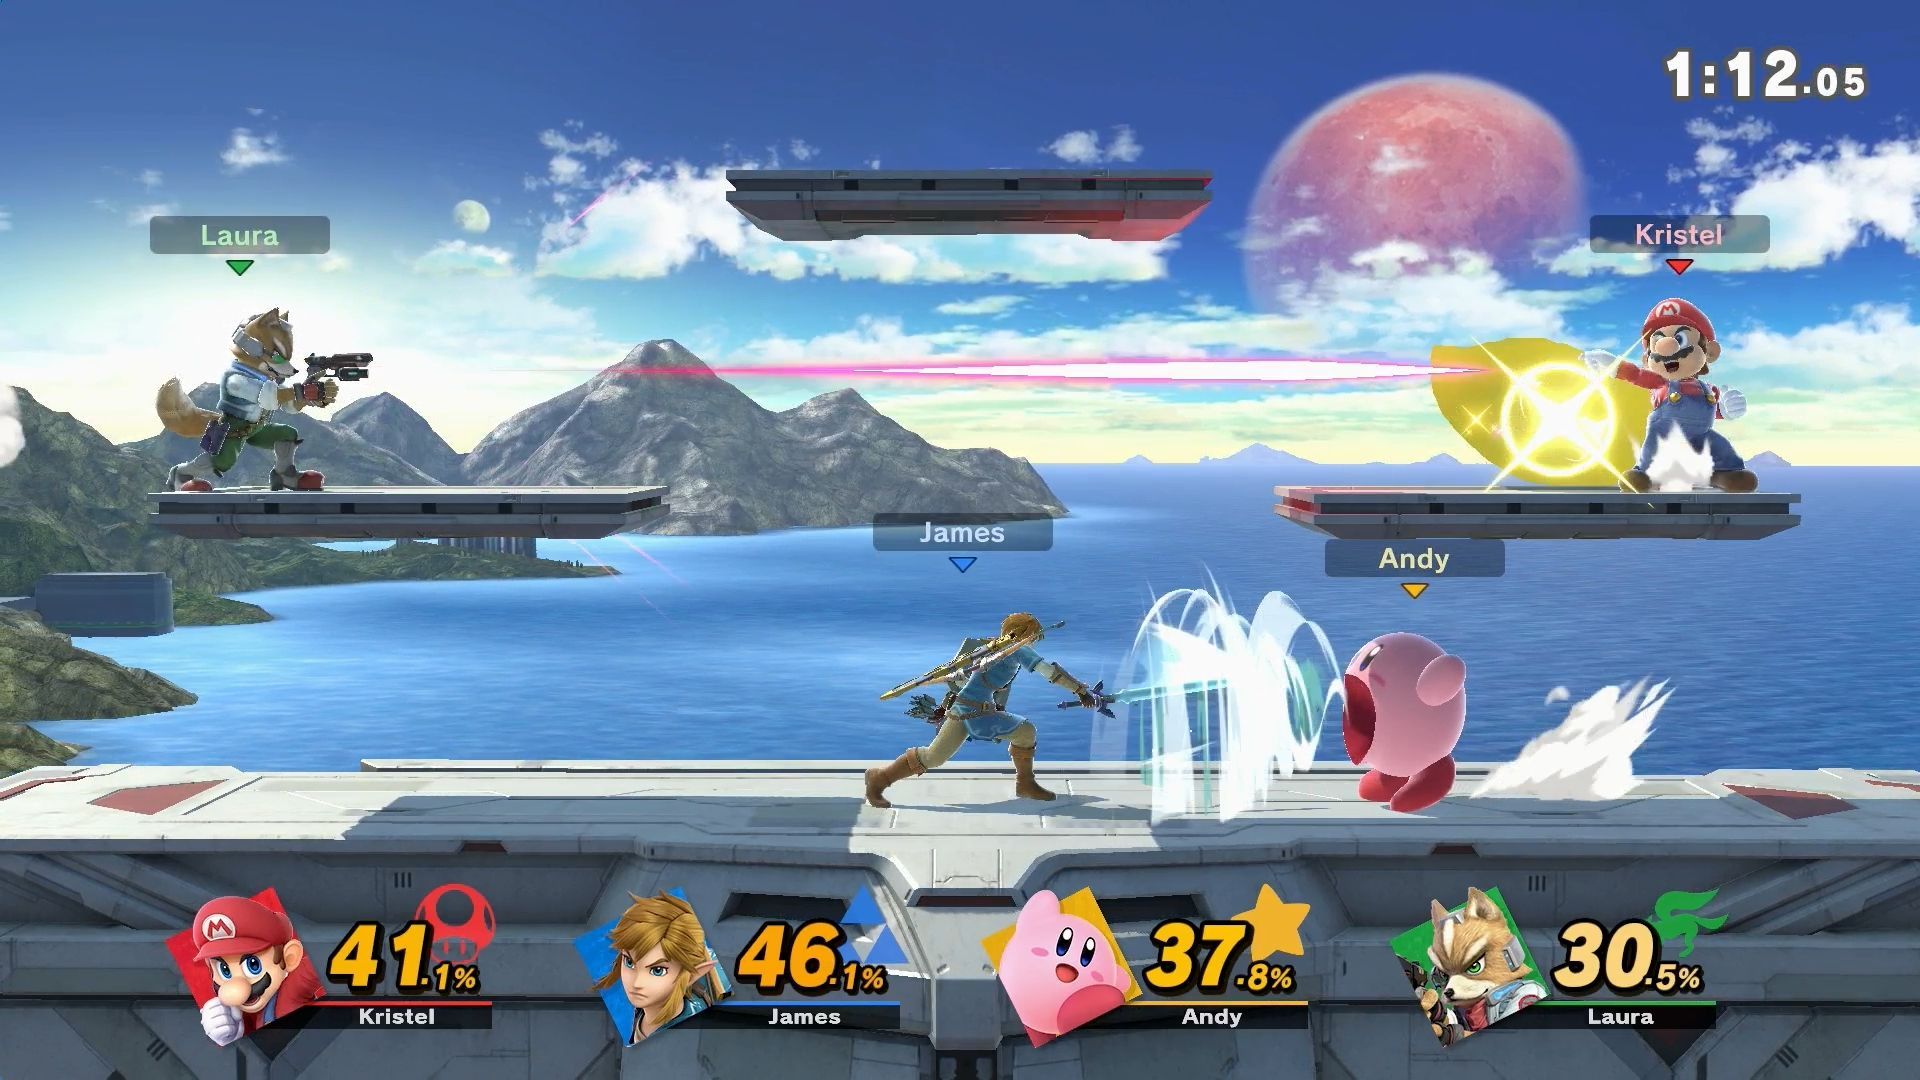 1:12.05
Laura
Kristel
James
Andy
41.1%
Kristel
46.1%
James
37.8%
Andy
30.5%
Laura